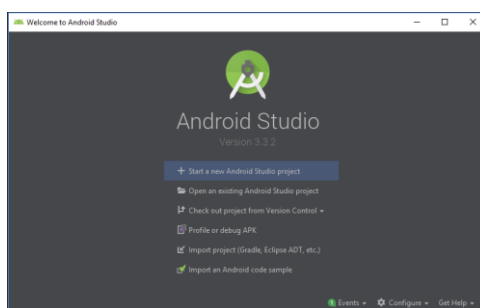 Welcome to Android Studio
Android Studio
Version 3.3.2
Start a new Android Studio project
Open an existing Android Studio project
Check out project from Version Control
Profile or debug APK
Import project (Gradle, Eclipse ADT, etc.)
Import an Android code sample
1 Events Configure Get Help